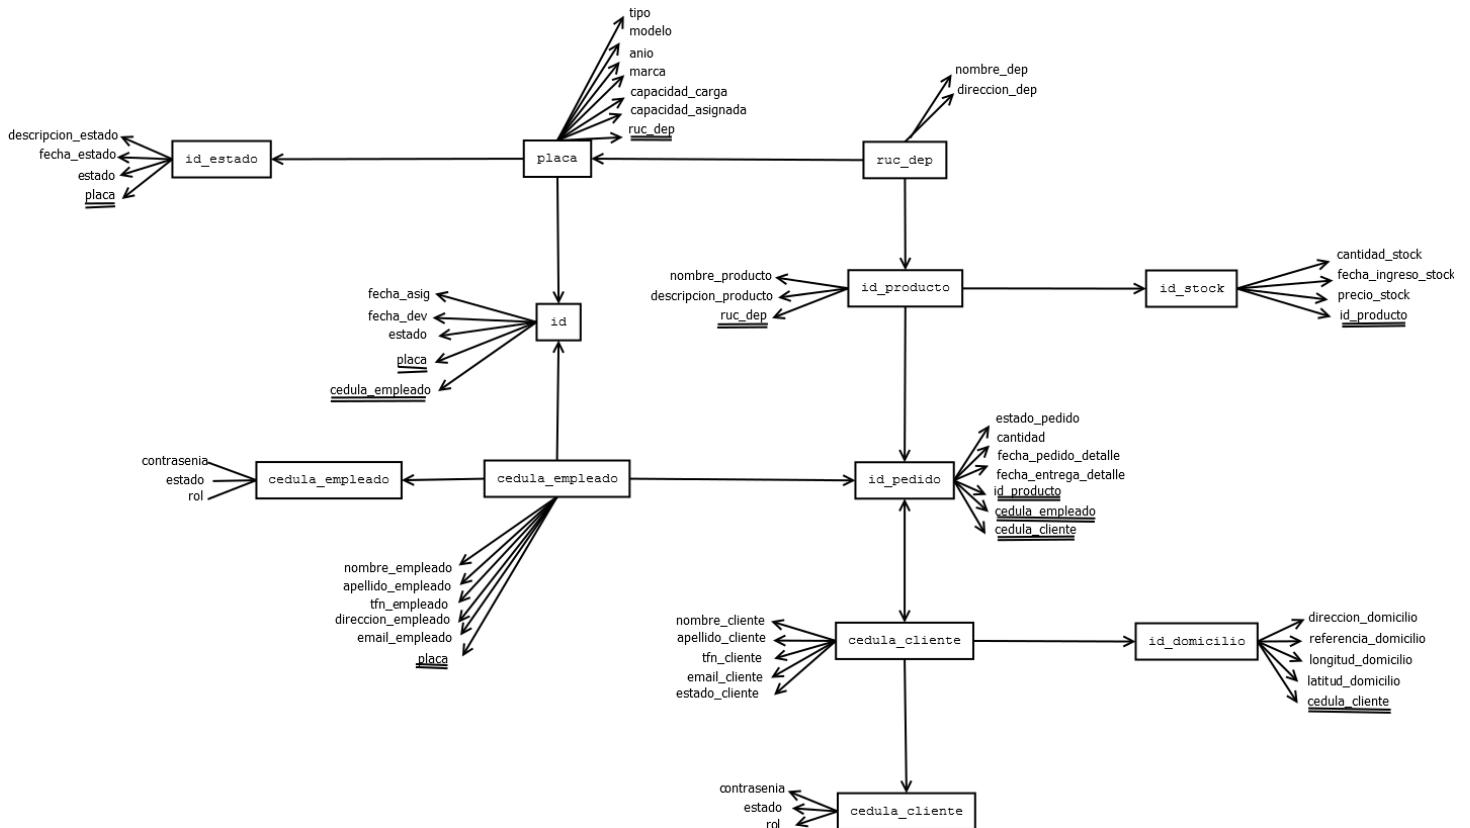 tipo
modelo
anio
marca
capacidad_carga
capacidad_asignada
ruc_dep
nombre_dep
direccion_dep
descripcion_estado
fecha_estado
estado
placa
id_estado
placa
ruc_dep
nombre_producto
descripcion_producto
ruc_dep
id_producto
id_stock
cantidad_stock
fecha_ingreso_stock
precio_stock
id_producto
fecha_asig
fecha_dev
estado
placa
cedula_empleado
id
contrasenia
estado
rol
cedula_empleado
cedula_empleado
id_pedido
estado_pedido
cantidad
fecha_pedido_detalle
fecha_entrega_detalle
id_producto
cedula_empleado
cedula_cliente
nombre_empleado
apellido_empleado
tfn_empleado
direccion_empleado
email_empleado
placa
nombre_cliente
apellido_cliente
tfn_cliente
email_cliente
estado_cliente
cedula_cliente
id_domicilio
direccion_domicilio
referencia_domicilio
longitud_domicilio
latitud_domicilio
cedula_cliente
contrasenia
estado
rol
cedula_cliente